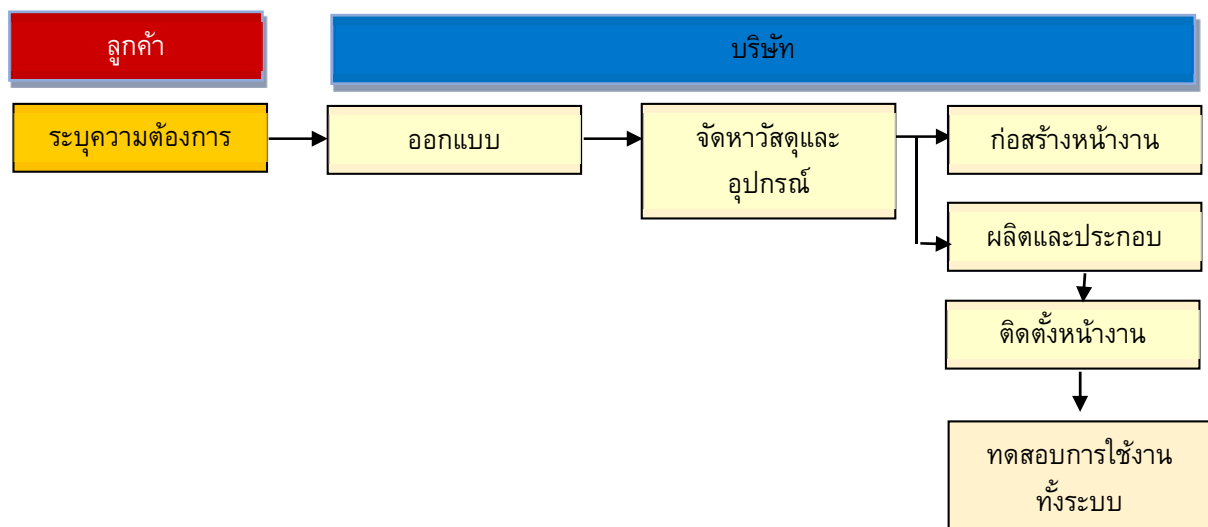 ลูกค้า
บริษัท
ระบุความต้องการ
ออกแบบ
จัดหาวัสดุและ
อุปกรณ์
ก่อสร้างหน้างาน
ผลิตและประกอบ
ติดตั้งหน้างาน
ทดสอบการใช้งาน
ทั้งระบบ